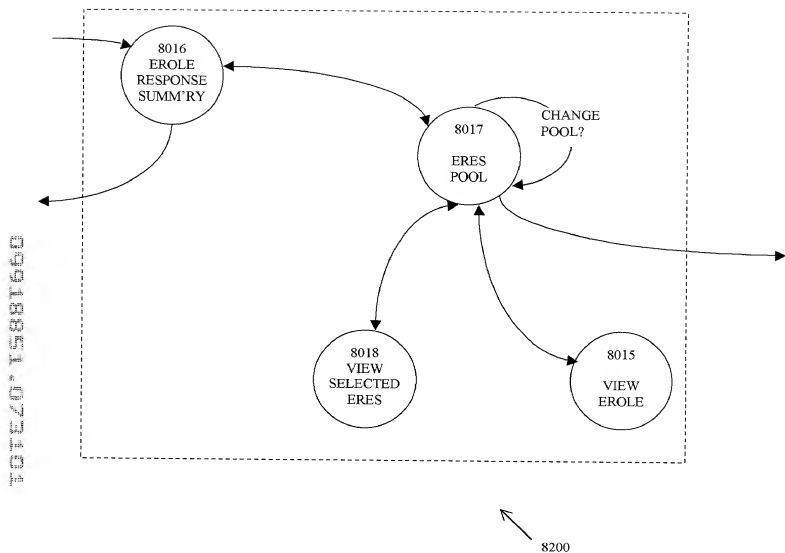 8016
EROLE
RESPONSE
SUMM'RY
8017
ERES
POOL
CHANGE
POOL?
8018
VIEW
SELECTED
ERES
8015
VIEW
EROLE
8200